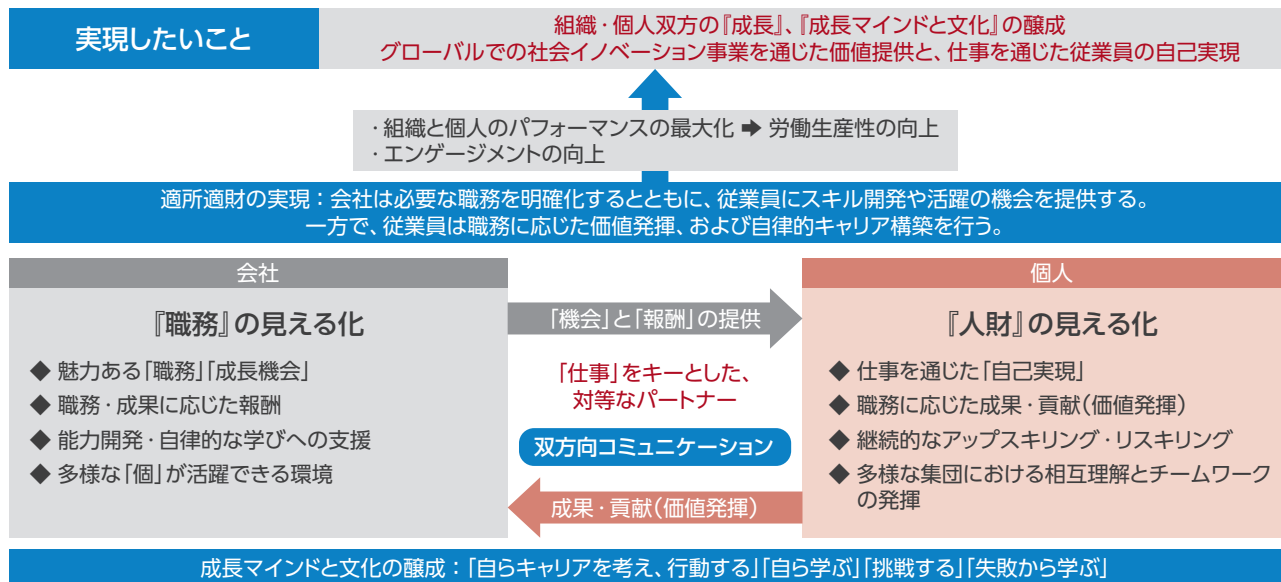 実現したいこと
組織・個人双方の『成長』、『成長マインドと文化』の醸成
グローバルでの社会イノベーション事業を通じた価値提供と、仕事を通じた従業員の自己実現
・組織と個人のパフォーマンスの最大化 ➡ 労働生産性の向上
・エンゲージメントの向上
適所適財の実現：会社は必要な職務を明確化するとともに、従業員にスキル開発や活躍の機会を提供する。
一方で、従業員は職務に応じた価値発揮、および自律的キャリア構築を行う。
会社
『職務』の見える化
◆ 魅力ある「職務」「成長機会」
◆ 職務・成果に応じた報酬
◆ 能力開発・自律的な学びへの支援
◆ 多様な「個」が活躍できる環境
「機会」と「報酬」の提供
「仕事」をキーとした、
対等なパートナー
双方向コミュニケーション
成果・貢献(価値発揮)
個人
『人財』の見える化
◆ 仕事を通じた「自己実現」
◆ 職務に応じた成果・貢献(価値発揮)
◆ 継続的なアップスキリング・リスキリング
◆ 多様な集団における相互理解とチームワーク
の発揮
成長マインドと文化の醸成：「自らキャリアを考え、行動する」「自ら学ぶ」「挑戦する」「失敗から学ぶ」